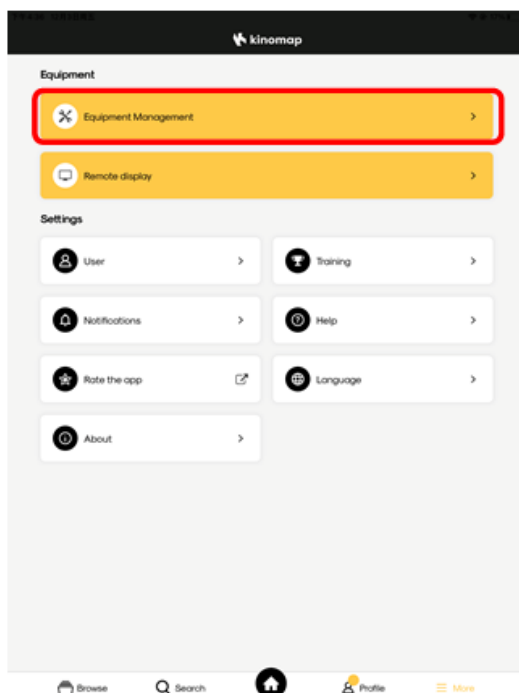 kinomap
Equipment
Equipment Management
Remote display
Settings
User
Training
Notifications
Help
Rate the app
Language
About
Browse
Search
Profile
More